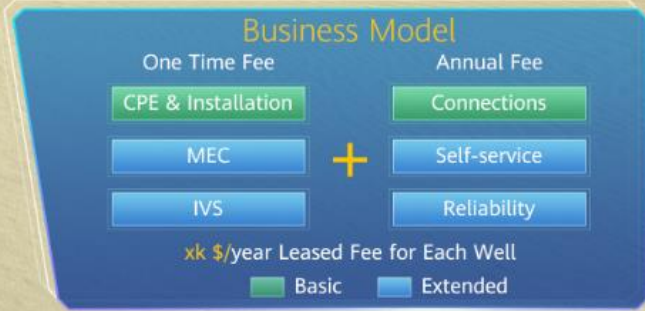 Business Model
One Time Fee
Annual Fee
CPE & Installation
Connections
MEC
+
Self-service
IVS
Reliability
xk $/year Leased Fee for Each Well
Basic
Extended